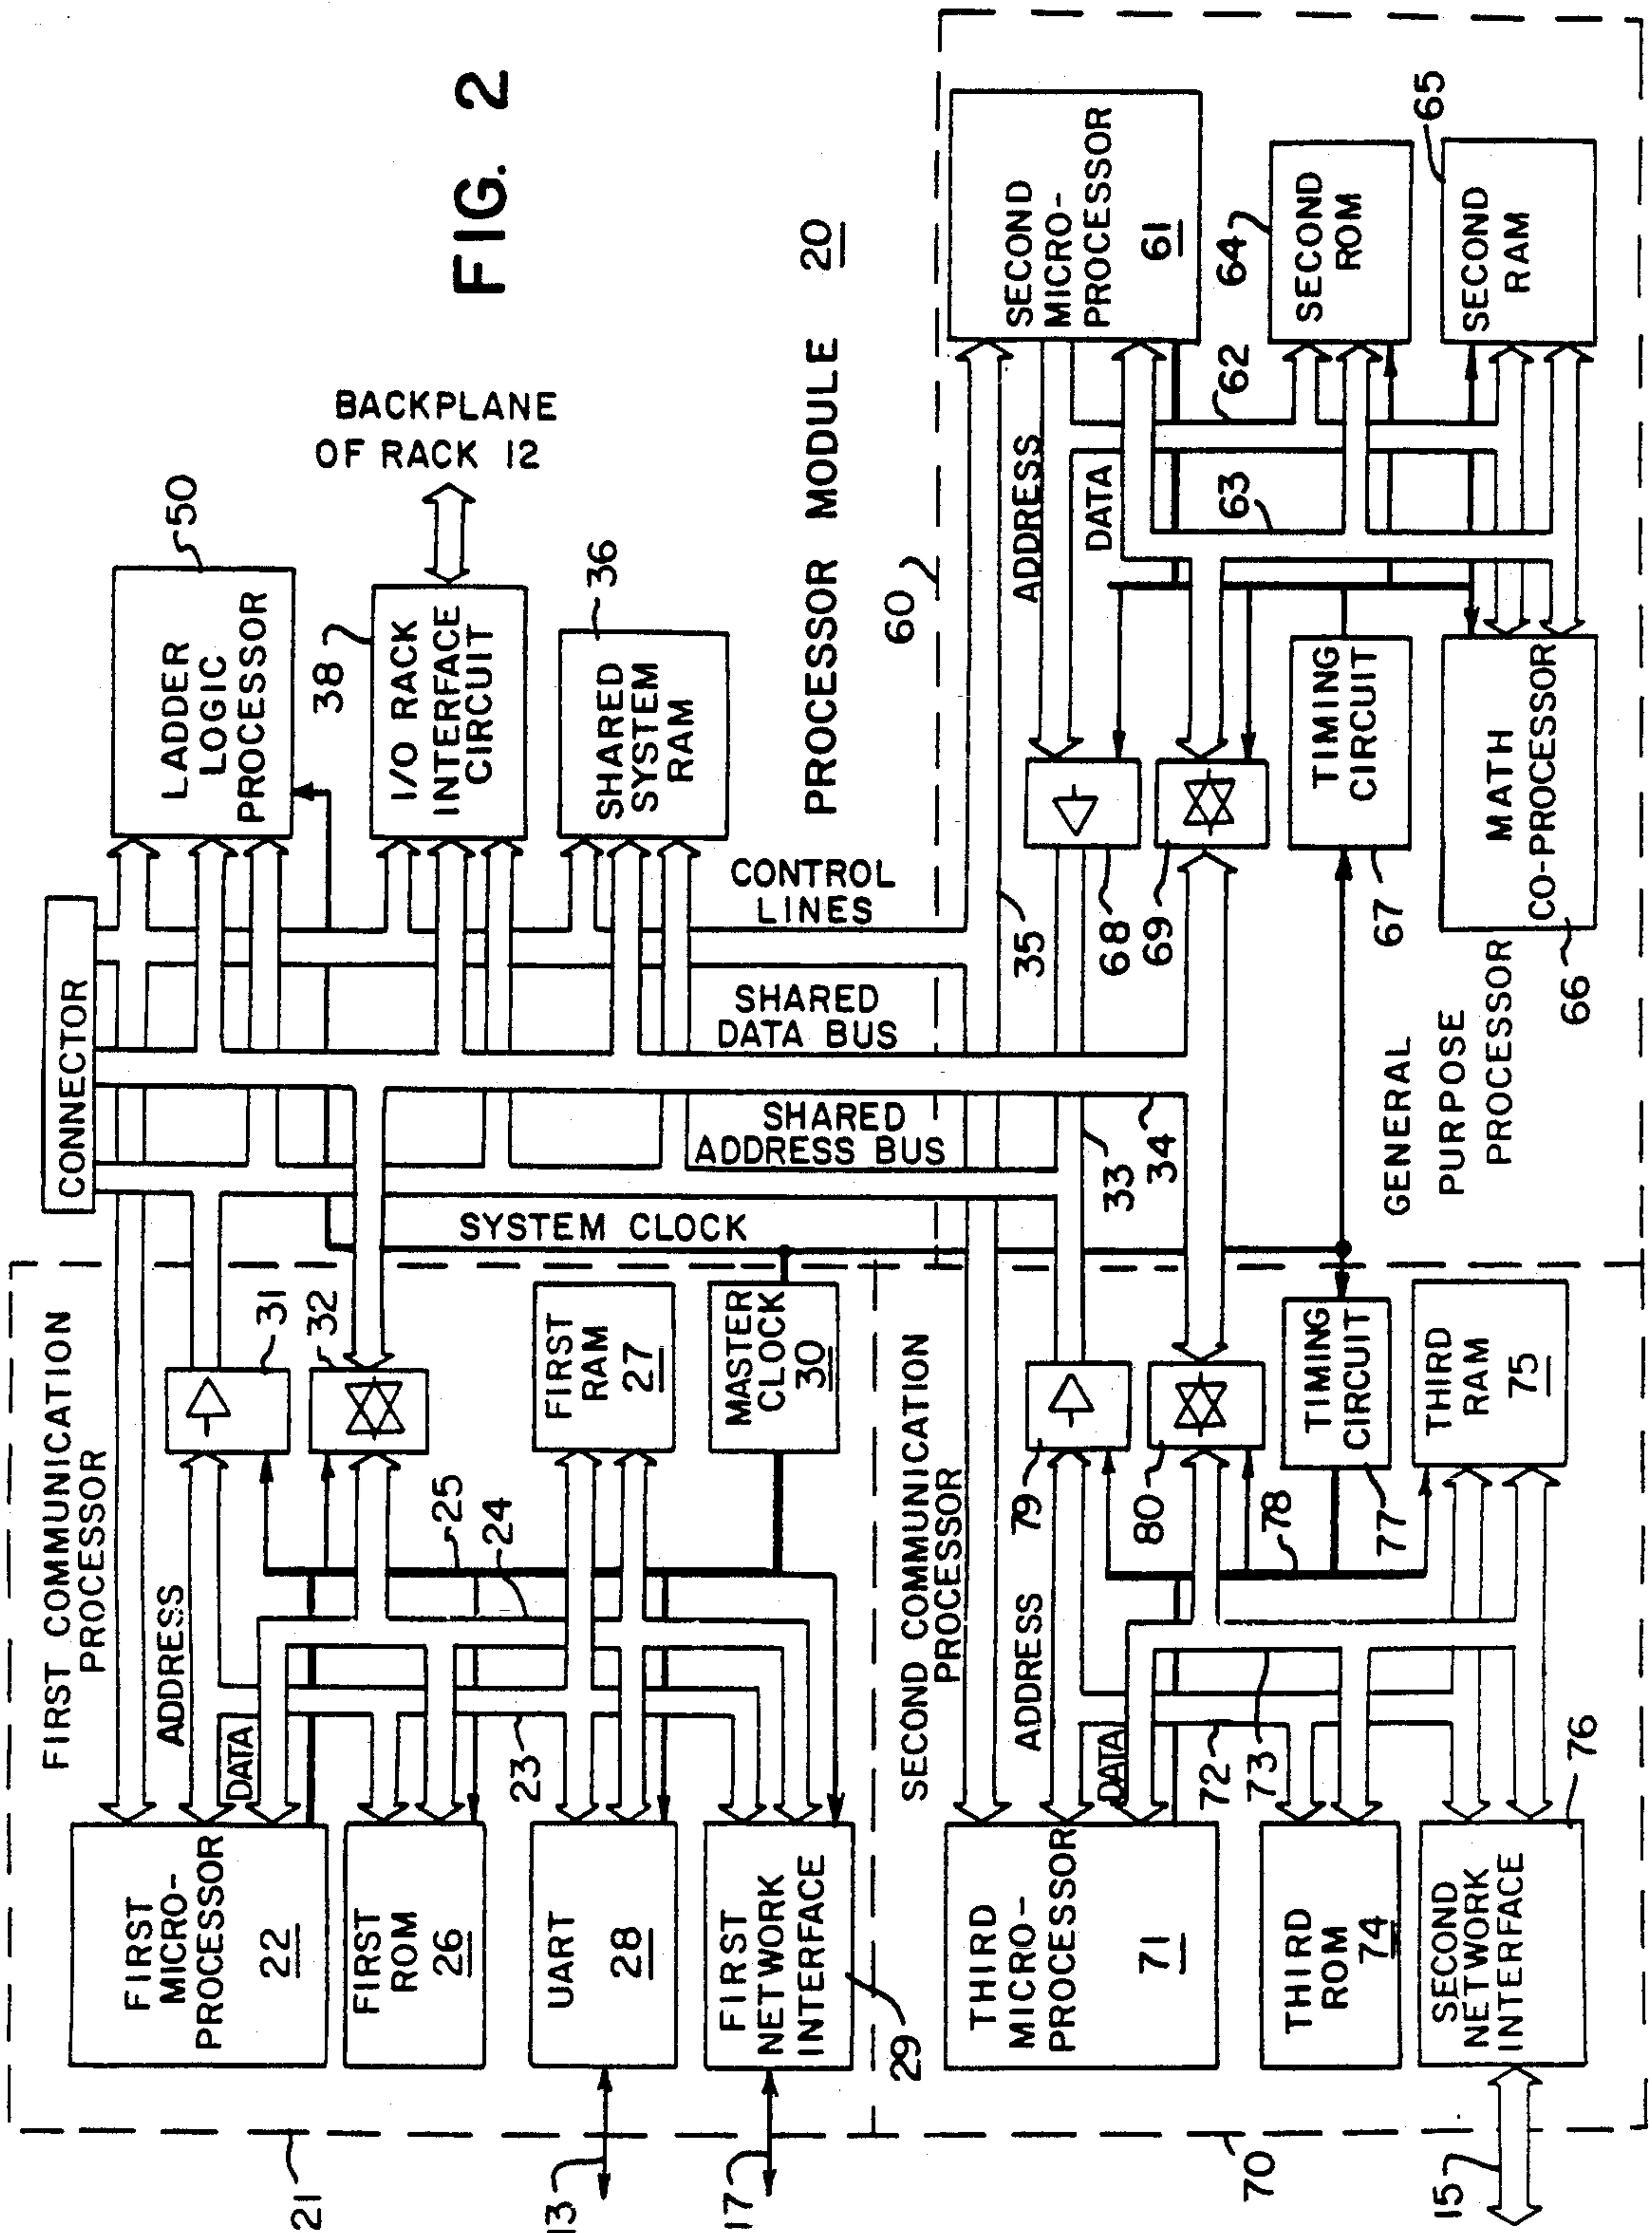 FIG. 2
PROCESSOR MODULE 20
CONNECTOR
LADDER
LOGIC
PROCESSOR
50
BACKPLANE
OF RACK 12
38
I/O RACK
INTERFACE
CIRCUIT
36
SHARED
SYSTEM
RAM
CONTROL
LINES
SHARED
DATA BUS
SHARED
ADDRESS BUS
SYSTEM CLOCK
FIRST COMMUNICATION
PROCESSOR
21
FIRST
MICRO-
PROCESSOR
22
ADDRESS
DATA
31
32
FIRST
ROM
26
25
24
23
FIRST
RAM
27
UART
28
13
MASTER
CLOCK
30
FIRST
NETWORK
INTERFACE
29
17
SECOND COMMUNICATION
PROCESSOR
70
THIRD
MICRO-
PROCESSOR
71
ADDRESS
DATA
79
80
78
72
73
THIRD
ROM
74
TIMING
CIRCUIT
77
THIRD
RAM
75
SECOND
NETWORK
INTERFACE
76
15
60
SECOND
MICRO-
PROCESSOR
61
ADDRESS
DATA
62
63
64
SECOND
ROM
65
SECOND
RAM
35
68
69
33
34
TIMING
CIRCUIT
67
MATH
CO-PROCESSOR
66
GENERAL
PURPOSE
PROCESSOR